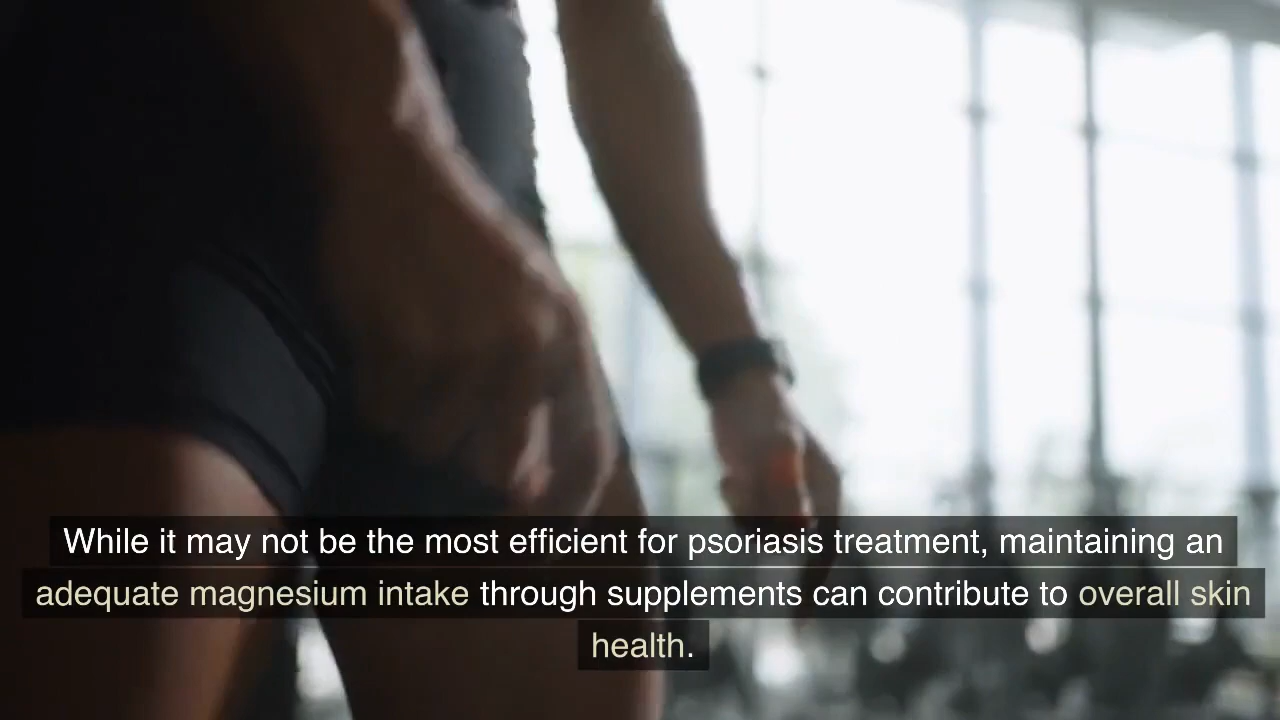 While it may not be the most efficient for psoriasis treatment, maintaining an
adequate magnesium intake through supplements can contribute to overall skin
health.